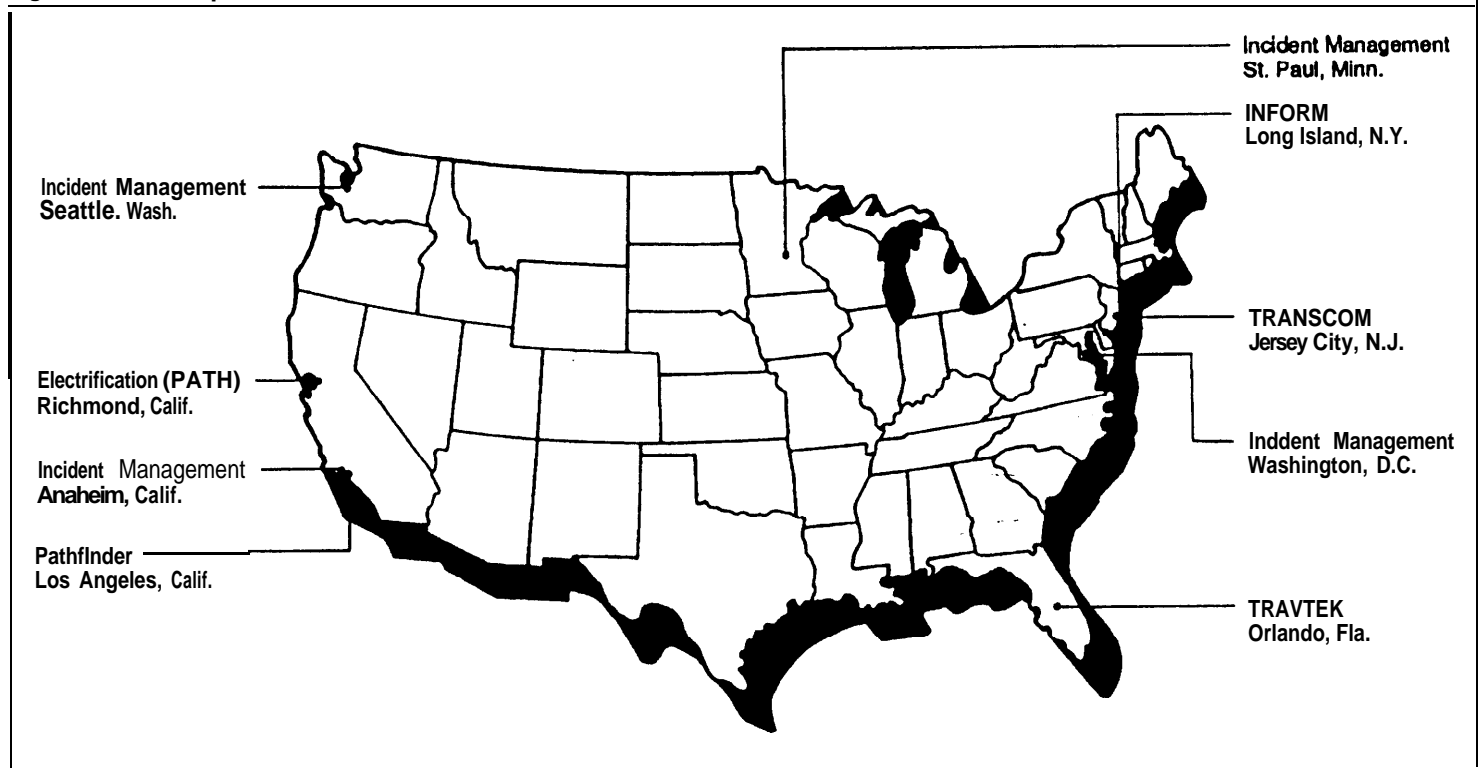 Incident Management
St. Paul, Minn.
INFORM
Long Island, N.Y.
Incident Management
Seattle. Wash.
TRANSCOM
Jersey City, N.J.
Electrification (PATH)
Richmond, Calif.
Inddent Management
Washington, D.C.
Incident Management
Anaheim, Calif.
Pathflnder
Los Angeles, Calif.
TRAVTEK
Orlando, Fla.